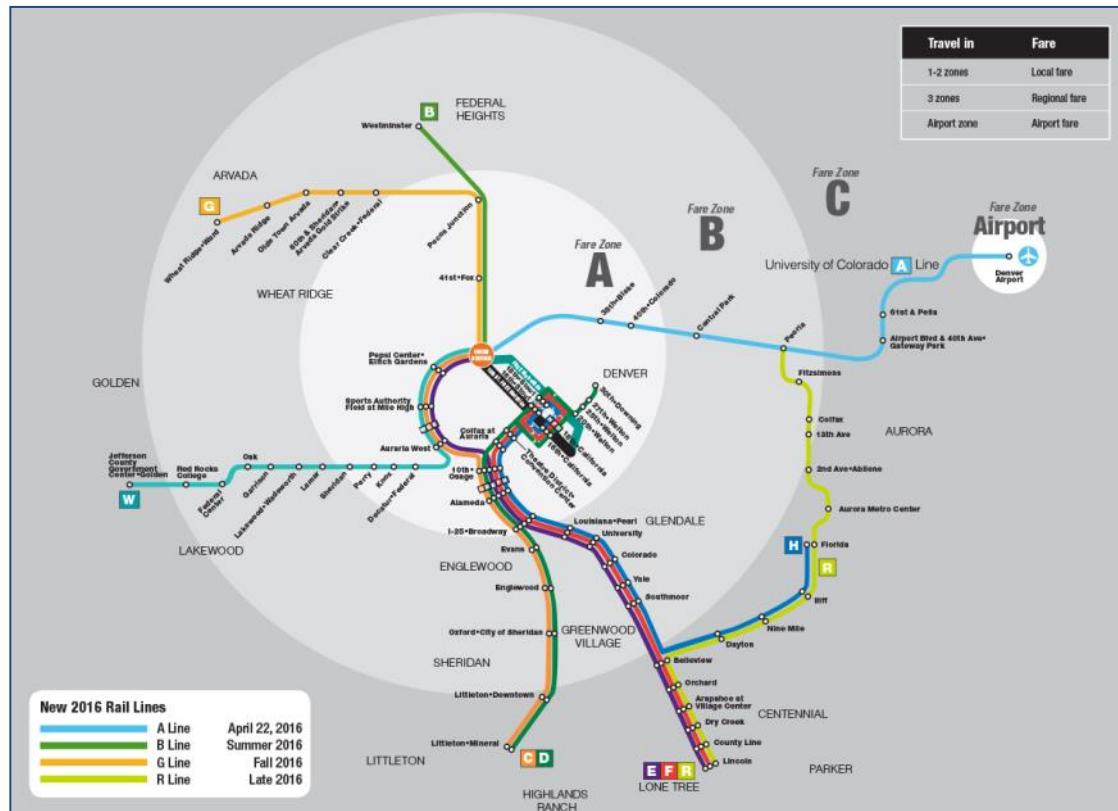 Travel in Fare
1-2 zones Local fare
3 zones Regional fare
Airport zone Airport fare
B
FEDERAL
HEIGHTS
Westminster
ARVADA
G
Wheat Ridge•Ward
Arvada Ridge
Olde Town Arvada
60th & Sheridan•
Arvada Gold Strike
Clear Creek•Federal
Pecos Junction
41st•Fox
WHEAT RIDGE
Fare Zone
A
Fare Zone
B
Fare Zone
C
Fare Zone
Airport
Denver
Airport
University of Colorado A Line
38th•Blake
40th•Colorado
Central Park
Peoria
61st & Peña
Airport Blvd & 40th Ave•
Gateway Park
UNION
STATION
Pepsi Center•
Elitch Gardens
GOLDEN
Sports Authority
Field at Mile High
DENVER
30th•Downing
27th•Welton
25th•Welton
20th•Welton
18th•California
16th•California
Theatre District•
Convention Center
Colfax at
Auraria
Auraria West
Fitzsimons
Colfax
13th Ave
AURORA
2nd Ave•Abilene
Aurora Metro Center
Florida
H
R
Iliff
Nine Mile
Dayton
Jefferson
County
Government
Center•Golden
W
Red Rocks
College
Federal
Center
Oak
Garrison
Lakewood•Wadsworth
Lamar
Sheridan
Perry
Knox
Decatur•Federal
LAKEWOOD
10th•
Osage
Alameda
I-25•Broadway
Evans
ENGLEWOOD
Englewood
Oxford•City of Sheridan
SHERIDAN
Littleton•Downtown
Littleton•Mineral
LITTLETON
C D
HIGHLANDS
RANCH
Louisiana•Pearl
GLENDALE
University
Colorado
Yale
Southmoor
GREENWOOD
VILLAGE
Belleview
Orchard
Arapahoe at
Village Center
CENTENNIAL
Dry Creek
County Line
Lincoln
E F R
LONE TREE
PARKER
New 2016 Rail Lines
A Line April 22, 2016
B Line Summer 2016
G Line Fall 2016
R Line Late 2016